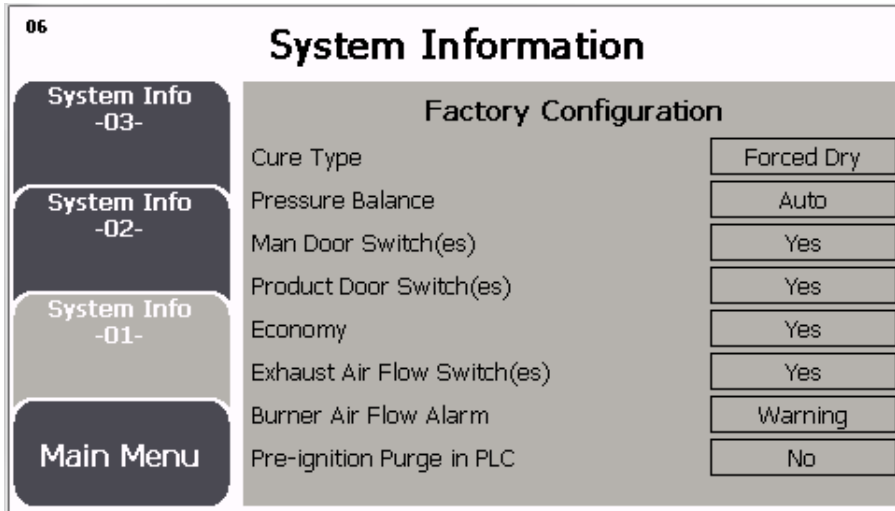 06
System Information
System Info
-03-
System Info
-02-
System Info
-01-
Main Menu
Factory Configuration
Cure Type Forced Dry
Pressure Balance Auto
Man Door Switch(es) Yes
Product Door Switch(es) Yes
Economy Yes
Exhaust Air Flow Switch(es) Yes
Burner Air Flow Alarm Warning
Pre-ignition Purge in PLC No